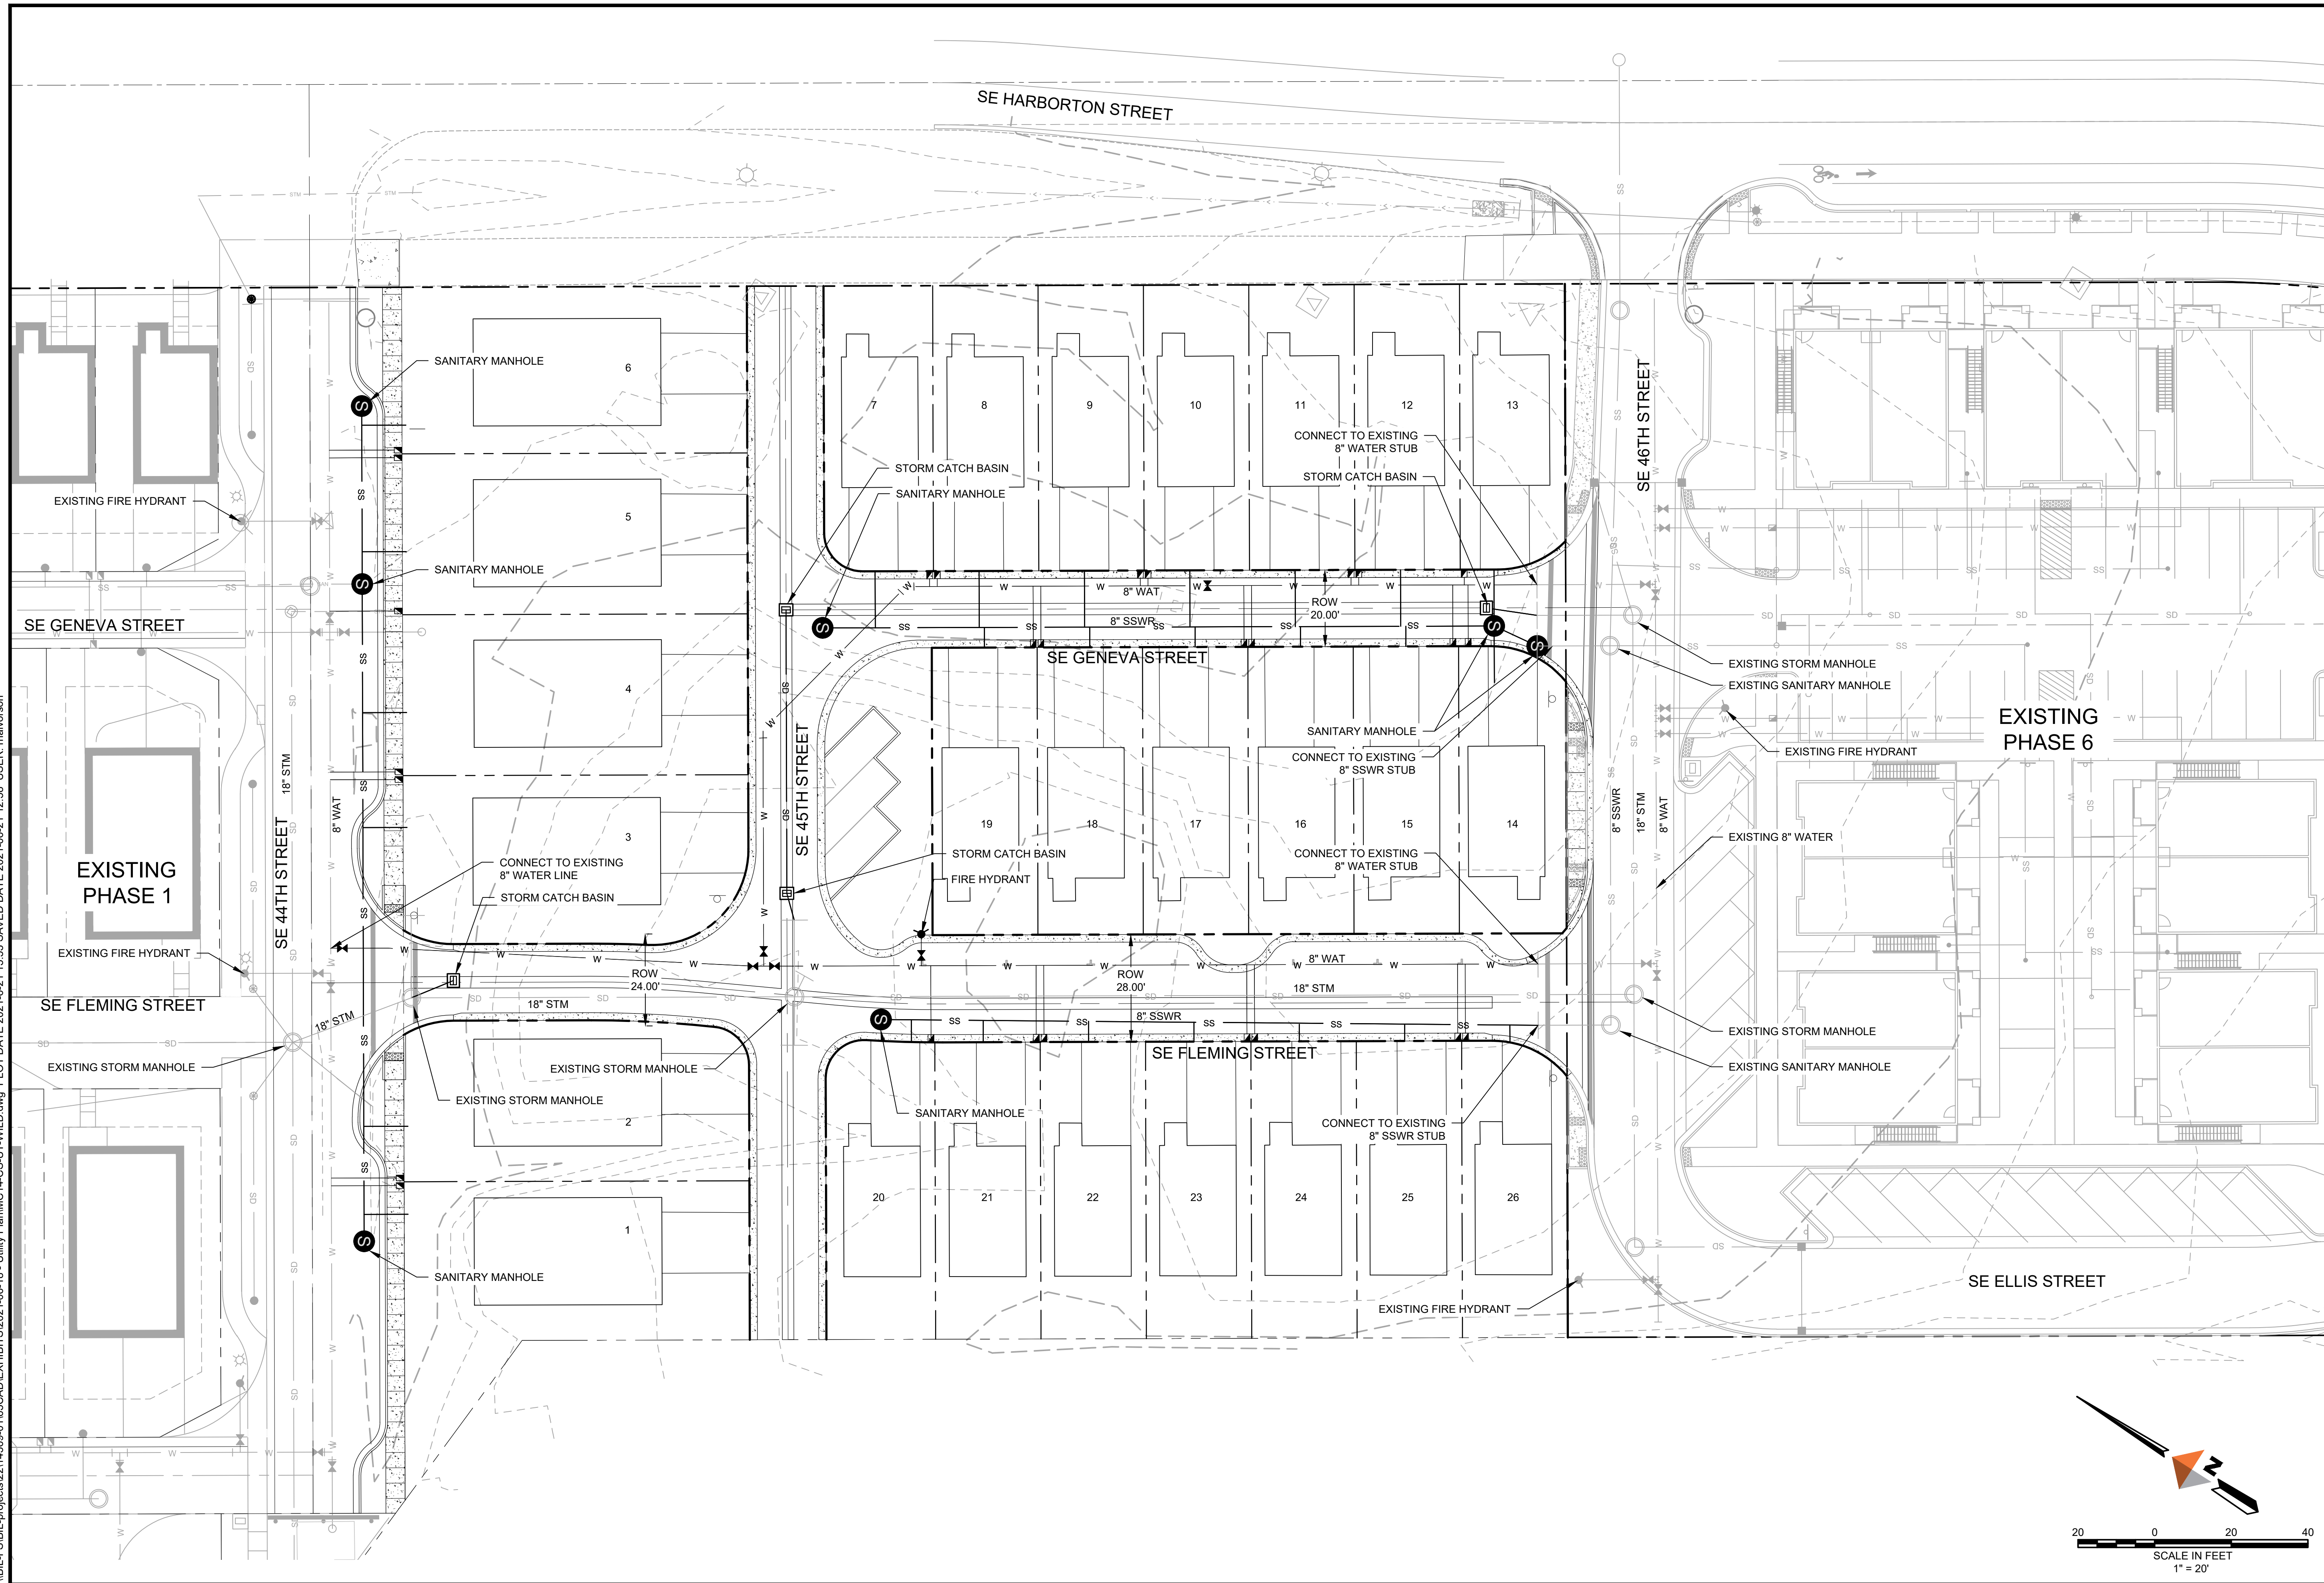 SE HARBORTON STREET
SANITARY MANHOLE
6
7
8
9
10
11
12
13
CONNECT TO EXISTING
8" WATER STUB
STORM CATCH BASIN
SE 46TH STREET
STORM CATCH BASIN
SANITARY MANHOLE
EXISTING FIRE HYDRANT
5
SANITARY MANHOLE
8" WAT
ROW
20.00'
8" SSWR
SE GENEVA STREET
SE GENEVA STREET
EXISTING STORM MANHOLE
EXISTING SANITARY MANHOLE
4
SANITARY MANHOLE
CONNECT TO EXISTING
8" SSWR STUB
EXISTING
PHASE 6
EXISTING FIRE HYDRANT
18" STM
8" WAT
SE 44TH STREET
SE 45TH STREET
8" SSWR
18" STM
8" WAT
3
19
18
17
16
15
14
EXISTING 8" WATER
EXISTING
PHASE 1
CONNECT TO EXISTING
8" WATER LINE
STORM CATCH BASIN
STORM CATCH BASIN
FIRE HYDRANT
CONNECT TO EXISTING
8" WATER STUB
EXISTING FIRE HYDRANT
SE FLEMING STREET
ROW
24.00'
18" STM
18" STM
ROW
28.00'
8" WAT
18" STM
8" SSWR
SE FLEMING STREET
EXISTING STORM MANHOLE
EXISTING SANITARY MANHOLE
EXISTING STORM MANHOLE
EXISTING STORM MANHOLE
EXISTING STORM MANHOLE
2
SANITARY MANHOLE
CONNECT TO EXISTING
8" SSWR STUB
20
21
22
23
24
25
26
1
SANITARY MANHOLE
EXISTING FIRE HYDRANT
SE ELLIS STREET
N
20 0 20 40
SCALE IN FEET
1" = 20'